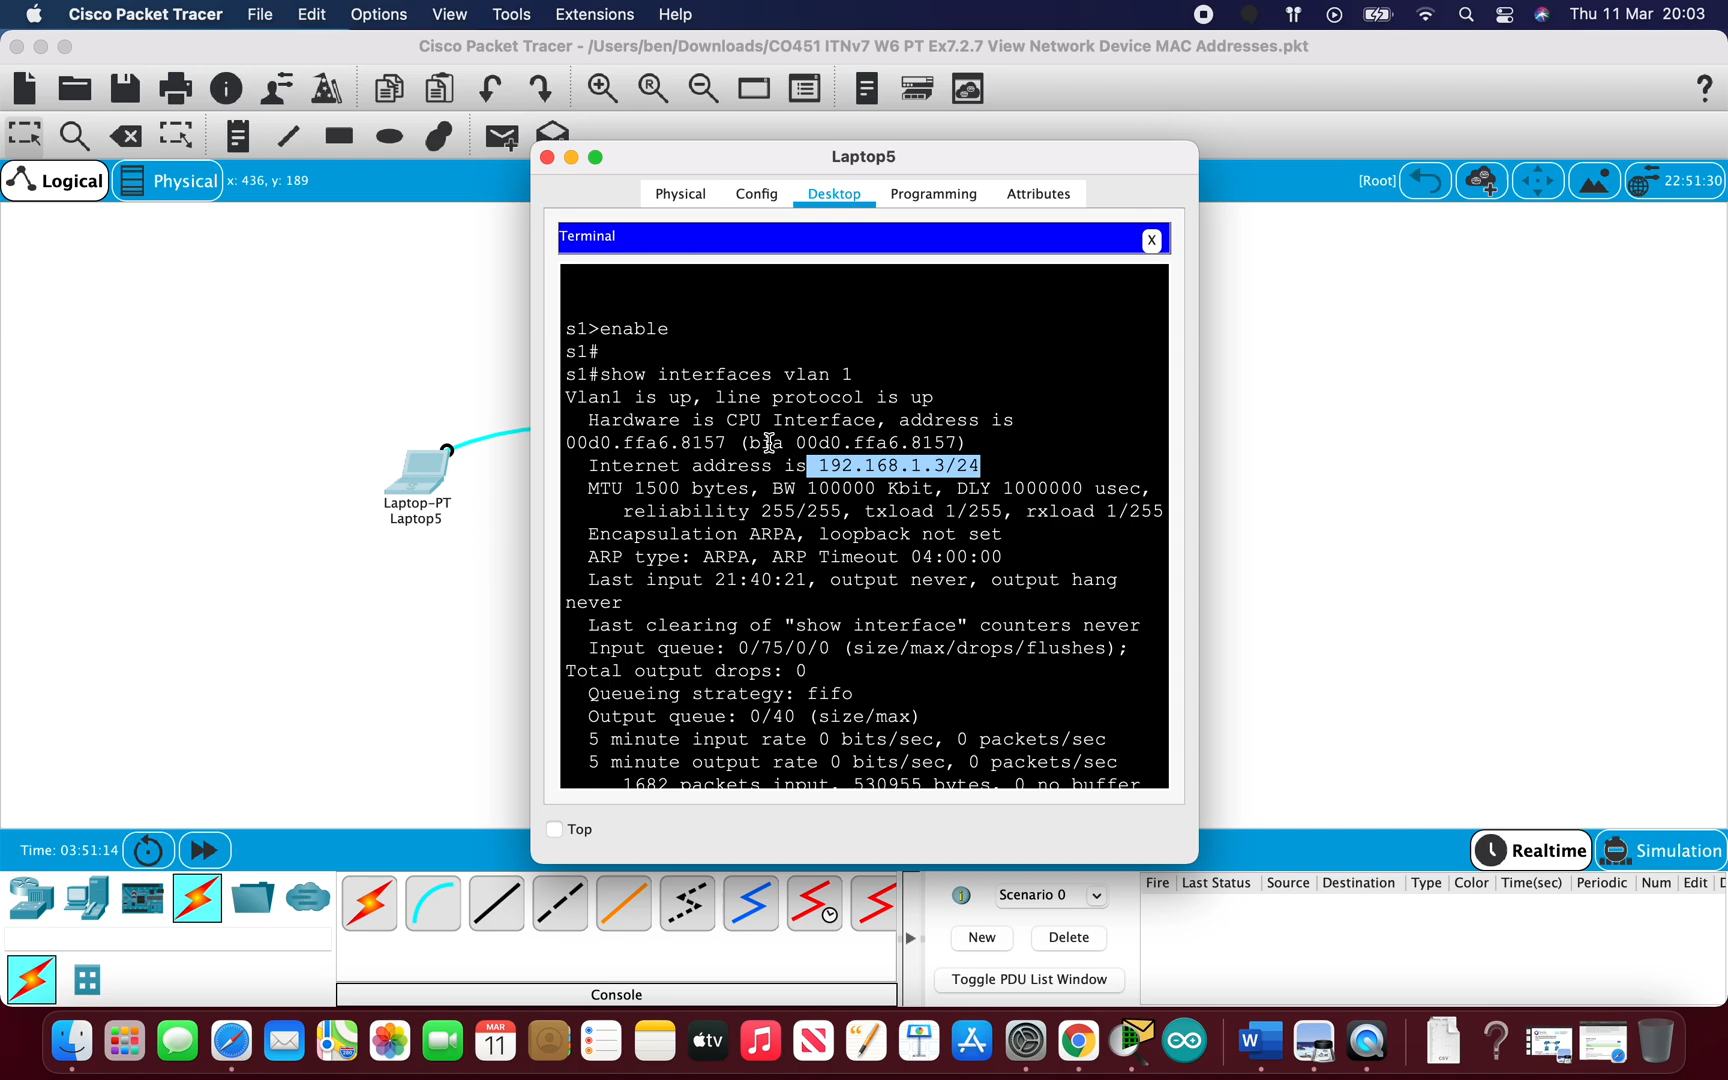 Cisco Packet Tracer File Edit Options View Tools Extensions Help Thu 11 Mar 20:03
Cisco Packet Tracer - /Users/ben/Downloads/CO451 ITNv7 W6 PT Ex7.2.7 View Network Device MAC Addresses.pkt
Logical Physical x: 436, y: 189 [Root] 22:51:30
Laptop5
Physical Config Desktop Programming Attributes
Terminal X
s1>enable
s1#
s1#show interfaces vlan 1
Vlan1 is up, line protocol is up
Hardware is CPU Interface, address is
00d0.ffa6.8157 (bia 00d0.ffa6.8157)
Internet address is 192.168.1.3/24
MTU 1500 bytes, BW 100000 Kbit, DLY 1000000 usec,
reliability 255/255, txload 1/255, rxload 1/255
Encapsulation ARPA, loopback not set
ARP type: ARPA, ARP Timeout 04:00:00
Last input 21:40:21, output never, output hang
never
Last clearing of "show interface" counters never
Input queue: 0/75/0/0 (size/max/drops/flushes);
Total output drops: 0
Queueing strategy: fifo
Output queue: 0/40 (size/max)
5 minute input rate 0 bits/sec, 0 packets/sec
5 minute output rate 0 bits/sec, 0 packets/sec
1682 packets input, 530955 bytes, 0 no buffer
Laptop-PT
Laptop5
Top
Time: 03:51:14 Realtime Simulation
Scenario 0
New Delete
Toggle PDU List Window
Fire Last Status Source Destination Type Color Time(sec) Periodic Num Edit D
Console
MAR
11
tv
CSV